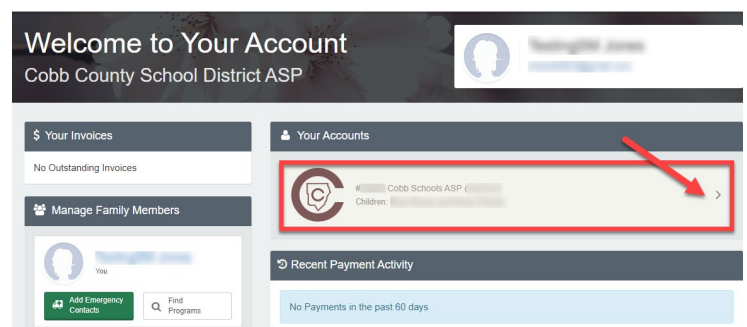 Welcome to Your Account
Cobb County School District ASP
$ Your Invoices
No Outstanding Invoices
Manage Family Members
You
Add Emergency Contacts
Find Programs
Your Accounts
C
# Cobb Schools ASP (
Children:
Recent Payment Activity
No Payments in the past 60 days